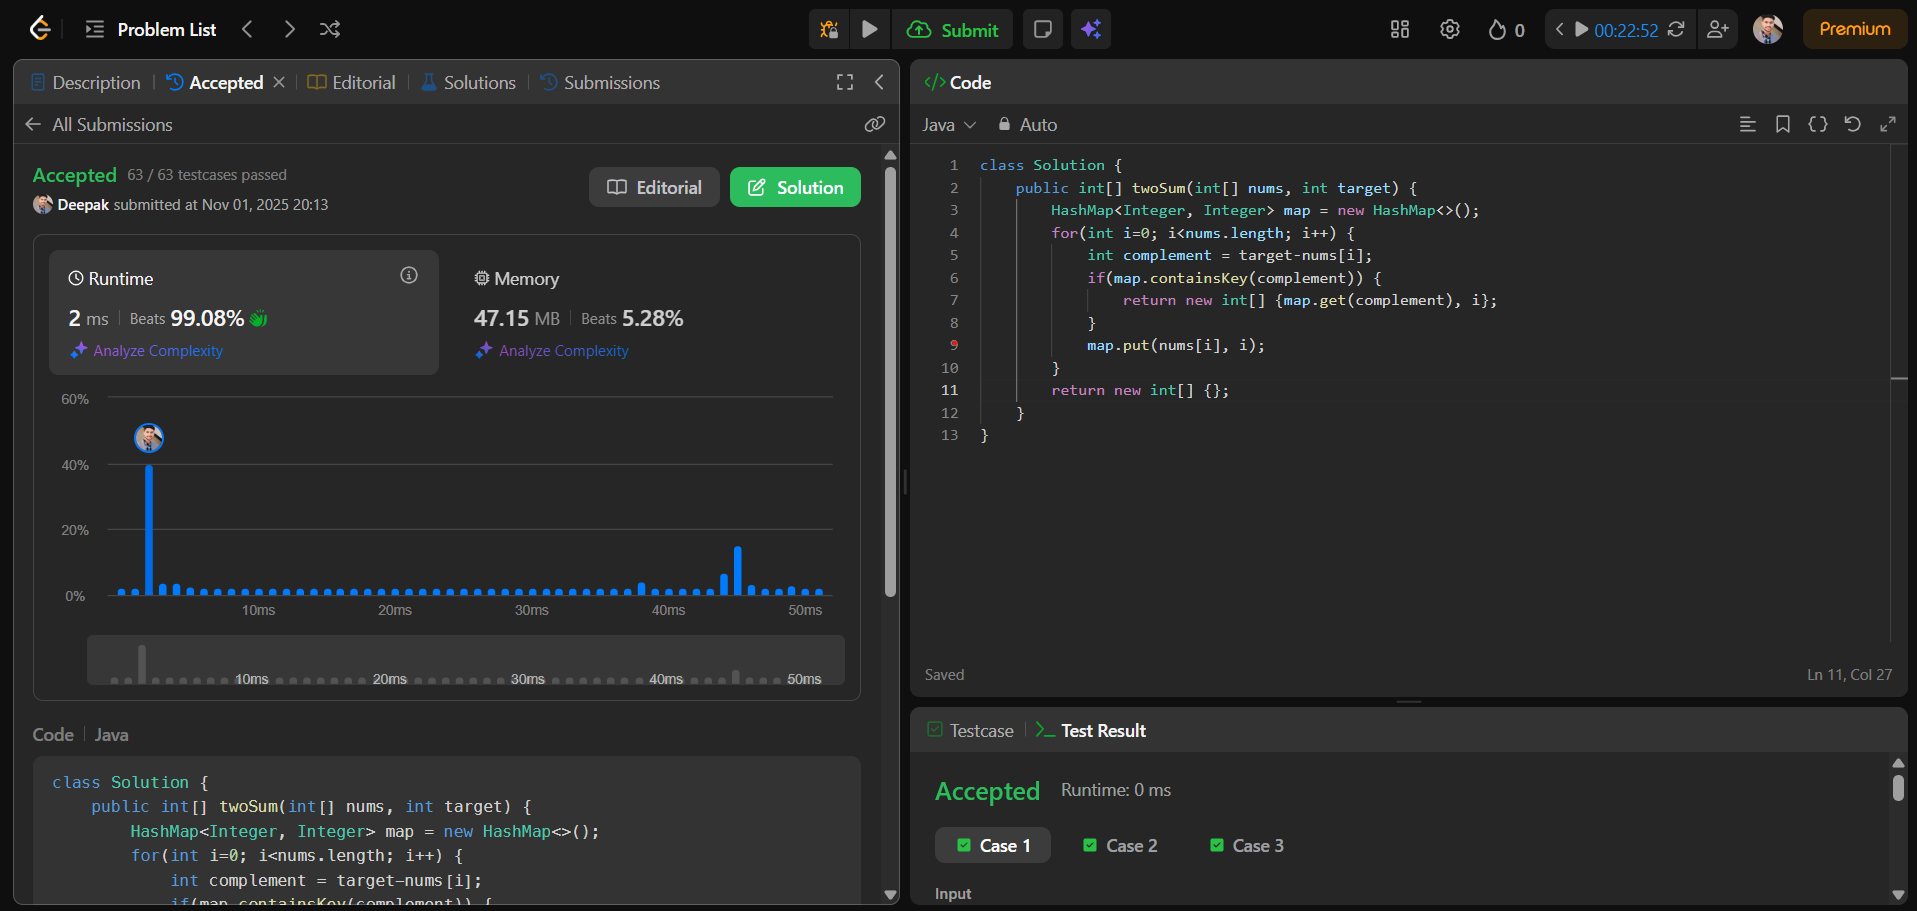 Problem List
Submit
0
00:22:52
Premium
Description
Accepted
Editorial
Solutions
Submissions
All Submissions
Accepted 63 / 63 testcases passed
Deepak submitted at Nov 01, 2025 20:13
Editorial
Solution
Runtime
2 ms Beats 99.08%
Analyze Complexity
Memory
47.15 MB Beats 5.28%
Analyze Complexity
60%
40%
20%
0%
10ms 20ms 30ms 40ms 50ms
10ms 20ms 30ms 40ms 50ms
Code Java
class Solution {
public int[] twoSum(int[] nums, int target) {
HashMap<Integer, Integer> map = new HashMap<>();
for(int i=0; i<nums.length; i++) {
int complement = target-nums[i];
if(map.containsKey(complement)) {
</> Code
Java Auto
1 class Solution {
2 public int[] twoSum(int[] nums, int target) {
3 HashMap<Integer, Integer> map = new HashMap<>();
4 for(int i=0; i<nums.length; i++) {
5 int complement = target-nums[i];
6 if(map.containsKey(complement)) {
7 return new int[] {map.get(complement), i};
8 }
9 map.put(nums[i], i);
10 }
11 return new int[] {};
12 }
13 }
Saved
Ln 11, Col 27
Testcase
Test Result
Accepted Runtime: 0 ms
Case 1 Case 2 Case 3
Input